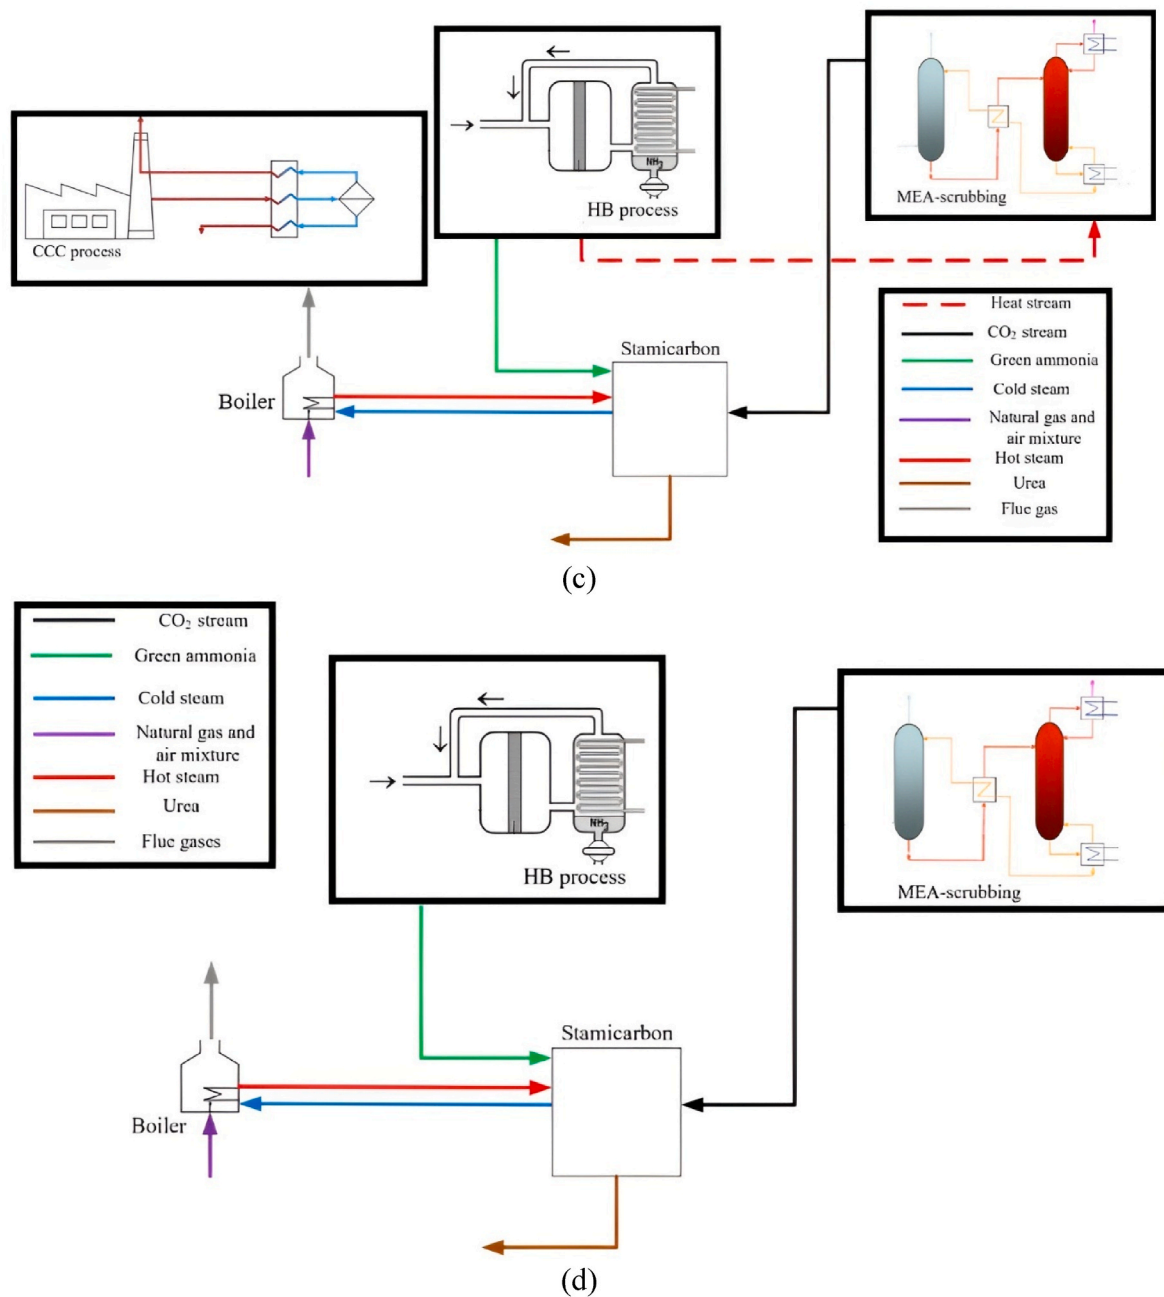 NH₃
HB process
MEA-scrubbing
CCC process
Heat stream
CO₂ stream
Green ammonia
Cold steam
Natural gas and
air mixture
Hot steam
Urea
Flue gas
Stamicarbon
Boiler
(c)
CO₂ stream
Green ammonia
Cold steam
Natural gas and
air mixture
Hot steam
Urea
Flue gases
NH₃
HB process
MEA-scrubbing
Stamicarbon
Boiler
(d)